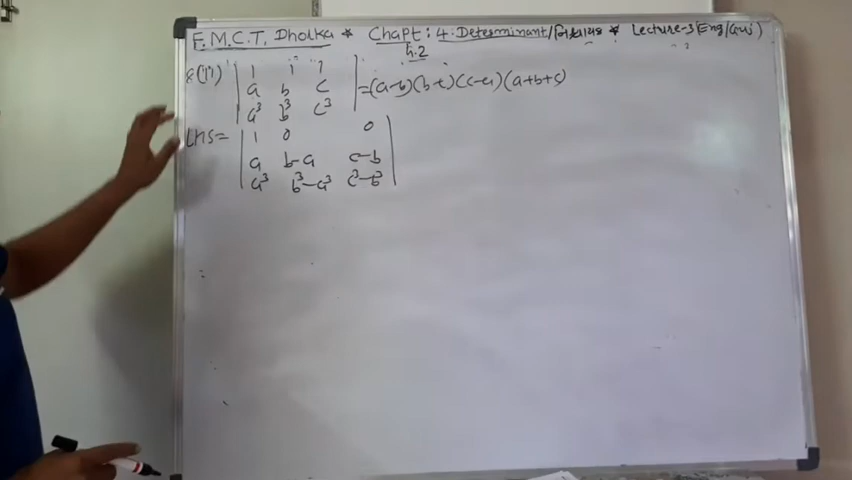 F.M.C.T. Dholka * Chapt: 4. Determinant/નિશ્ચાયક * Lecture-3 (Eng/Guj)
4.2
8(ii) | 1 1 1 |
| a b c | = (a-b)(b-c)(c-a)(a+b+c)
| a³ b³ c³ |
LHS = | 1 0 0 |
| a b-a c-b |
| a³ b³-a³ c³-b³ |